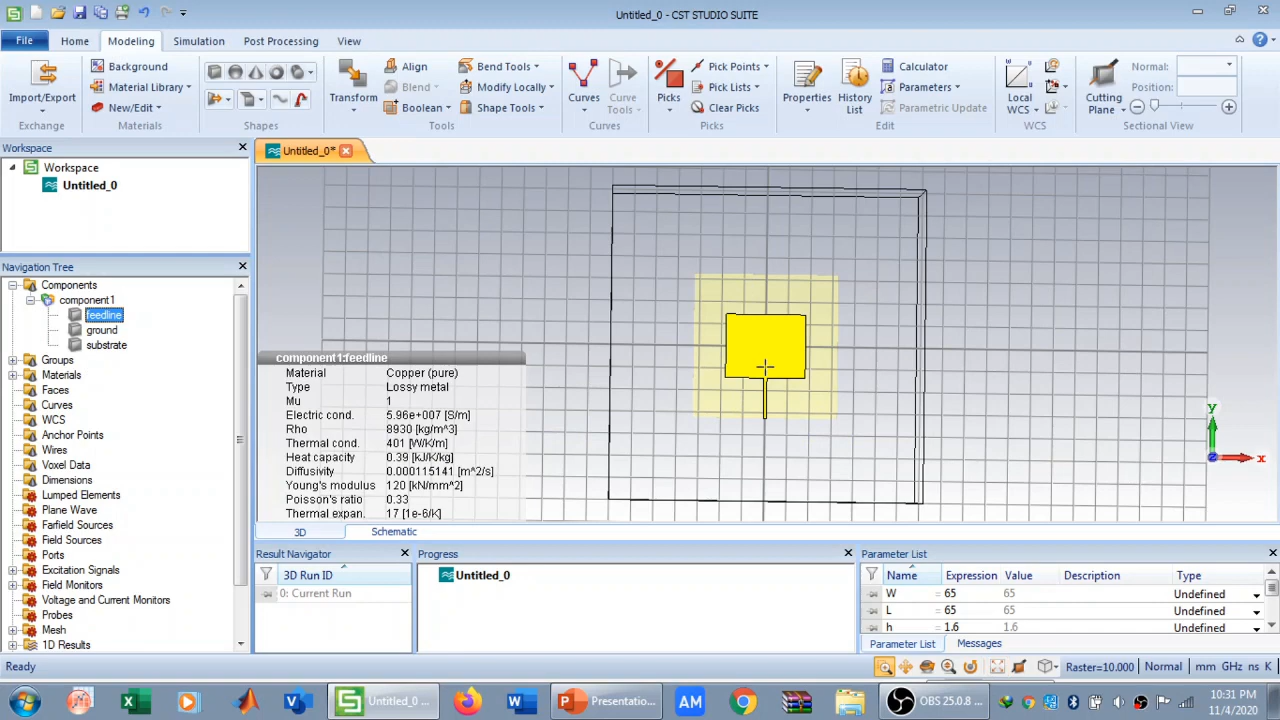 Untitled_0 - CST STUDIO SUITE
File Home Modeling Simulation Post Processing View
Background
Material Library
New/Edit
Import/Export
Exchange
Materials
Shapes
Transform
Align
Blend
Boolean
Bend Tools
Modify Locally
Shape Tools
Tools
Curves
Curve Tools
Curves
Picks
Pick Points
Pick Lists
Clear Picks
Picks
Properties
History List
Calculator
Parameters
Parametric Update
Edit
Local WCS
WCS
Cutting Plane
Normal:
Position:
Sectional View
Workspace
Workspace
Untitled_0
Untitled_0*
Navigation Tree
Components
component1
feedline
ground
substrate
Groups
Materials
Faces
Curves
WCS
Anchor Points
Wires
Voxel Data
Dimensions
Lumped Elements
Plane Wave
Farfield Sources
Field Sources
Ports
Excitation Signals
Field Monitors
Voltage and Current Monitors
Probes
Mesh
1D Results
component1:feedline
Material Copper (pure)
Type Lossy metal
Mu 1
Electric cond. 5.96e+007 [S/m]
Rho 8930 [kg/m^3]
Thermal cond. 401 [W/K/m]
Heat capacity 0.39 [kJ/K/kg]
Diffusivity 0.000115141 [m^2/s]
Young's modulus 120 [kN/mm^2]
Poisson's ratio 0.33
Thermal expan. 17 [1e-6/K]
y
x
3D Schematic
Result Navigator
3D Run ID
0: Current Run
Progress
Untitled_0
Parameter List
Name Expression Value Description Type
W = 65 65 Undefined
L = 65 65 Undefined
h = 1.6 1.6 Undefined
Parameter List Messages
Ready
Raster=10.000 Normal mm GHz ns K
Untitled_0 ...
Presentatio...
AM
OBS 25.0.8 ...
10:31 PM
11/4/2020